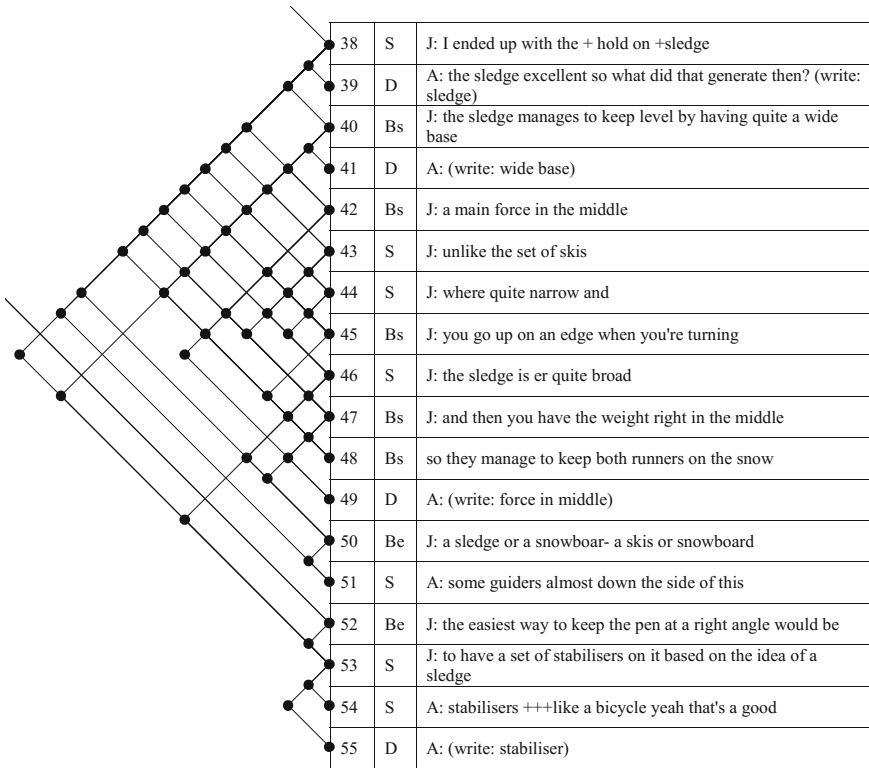 38 S J: I ended up with the + hold on +sledge
39 D A: the sledge excellent so what did that generate then? (write:
sledge)
40 Bs J: the sledge manages to keep level by having quite a wide
base
41 D A: (write: wide base)
42 Bs J: a main force in the middle
43 S J: unlike the set of skis
44 S J: where quite narrow and
45 Bs J: you go up on an edge when you're turning
46 S J: the sledge is er quite broad
47 Bs J: and then you have the weight right in the middle
48 Bs so they manage to keep both runners on the snow
49 D A: (write: force in middle)
50 Be J: a sledge or a snowboar- a skis or snowboard
51 S A: some guiders almost down the side of this
52 Be J: the easiest way to keep the pen at a right angle would be
53 S J: to have a set of stabilisers on it based on the idea of a
sledge
54 S A: stabilisers +++like a bicycle yeah that's a good
55 D A: (write: stabiliser)